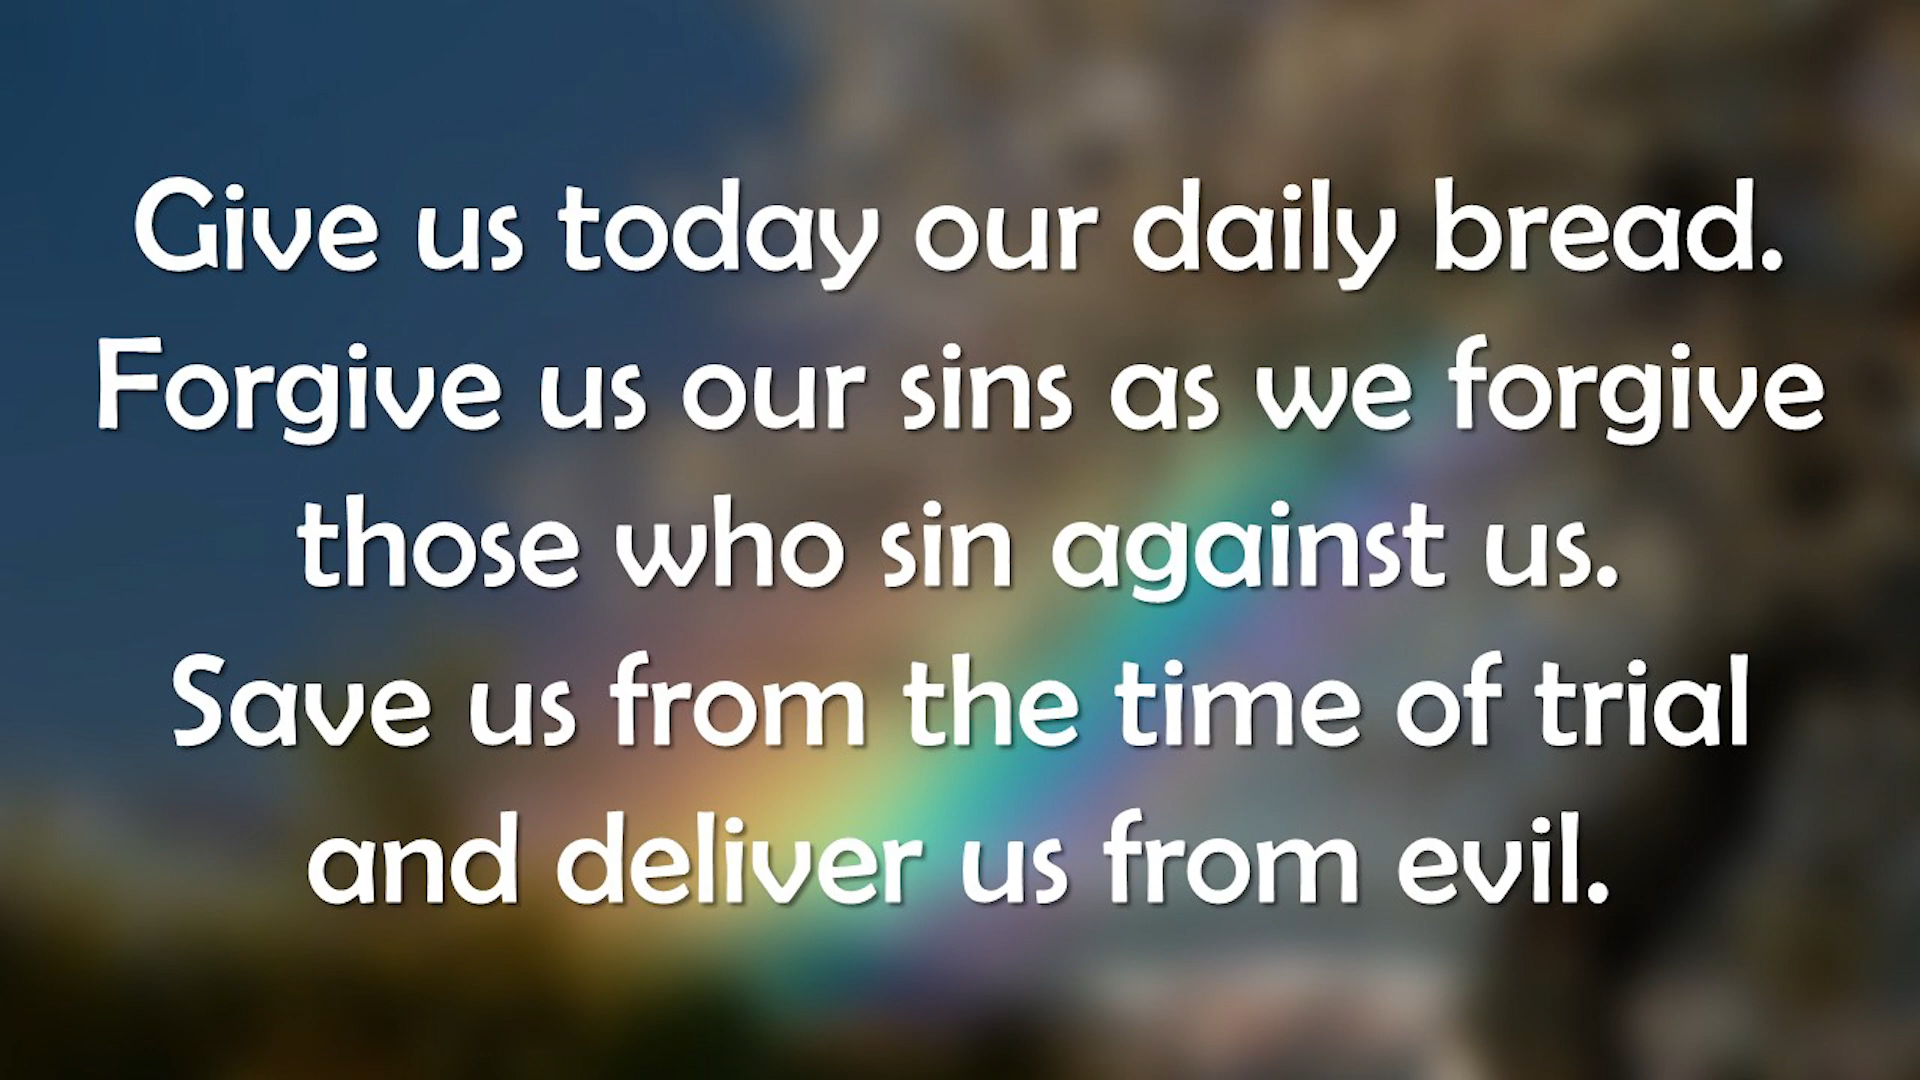 Give us today our daily bread.
Forgive us our sins as we forgive
those who sin against us.
Save us from the time of trial
and deliver us from evil.